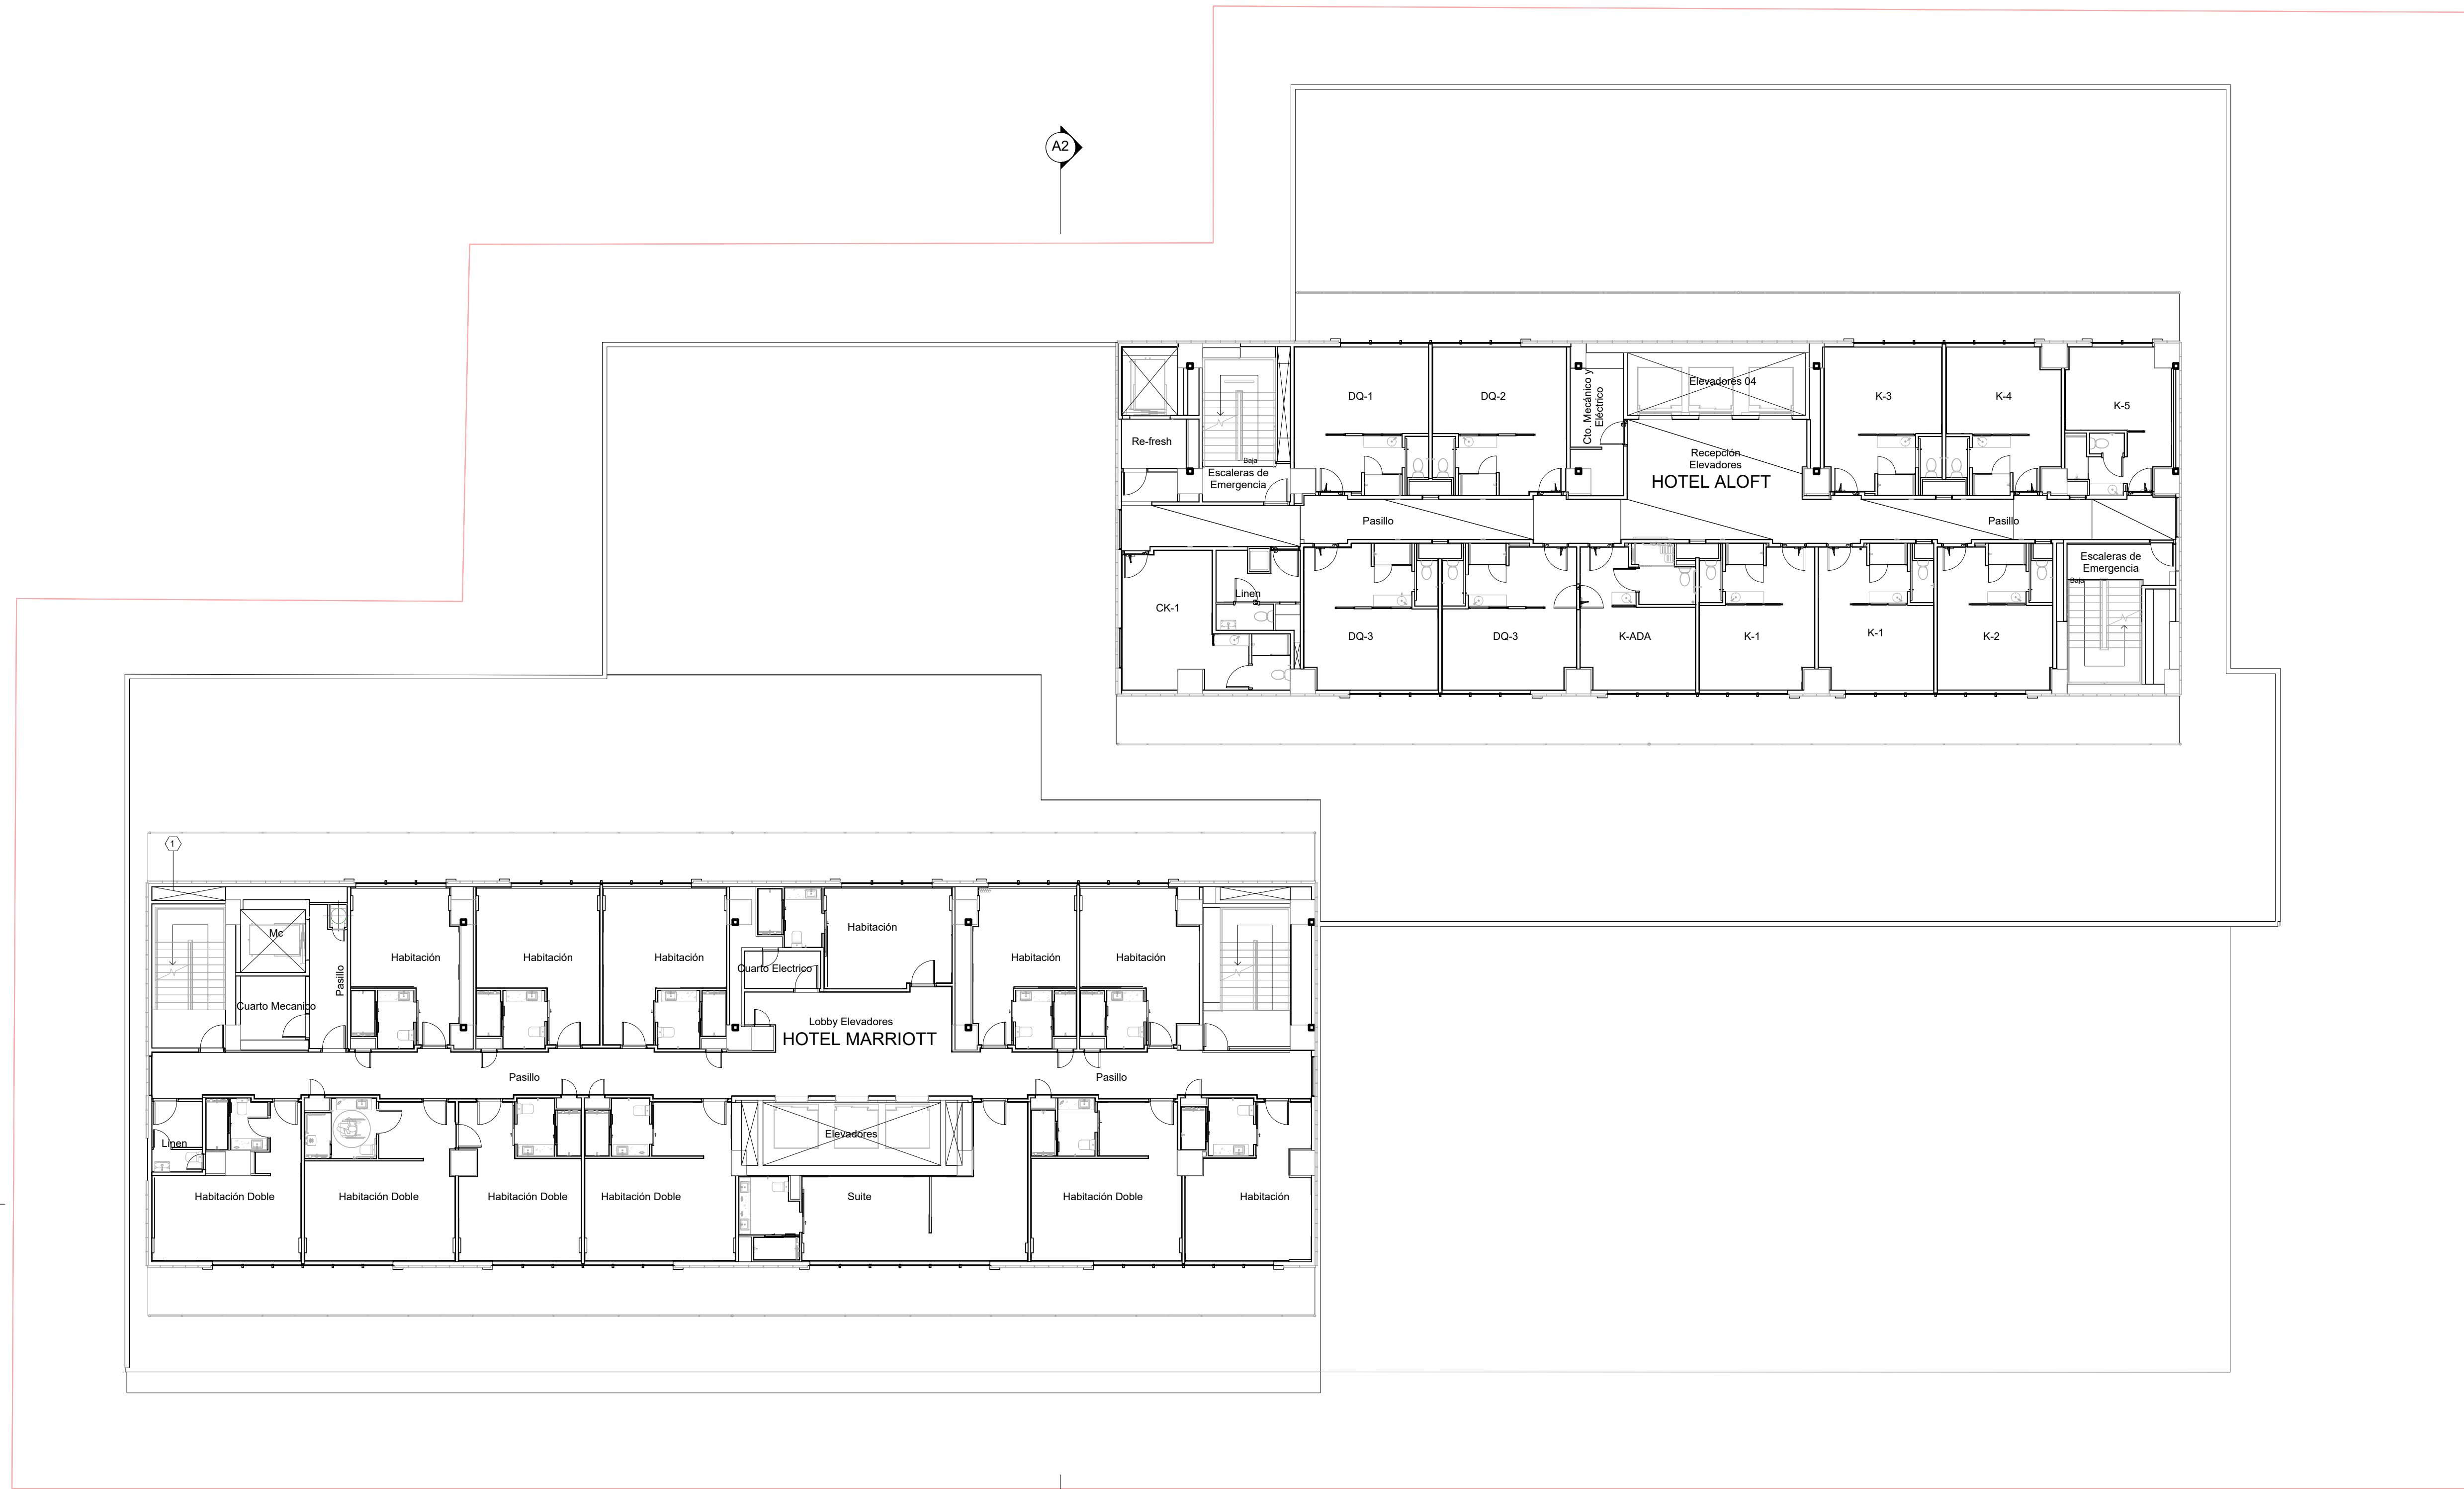 A2
DQ-1
DQ-2
Cto. Mecánico y
Eléctrico
Elevadores 04
K-3
K-4
K-5
Re-fresh
Baja
Escaleras de
Emergencia
Recepción
Elevadores
HOTEL ALOFT
Pasillo
Pasillo
Escaleras de
Emergencia
Baja
CK-1
Linen
DQ-3
DQ-3
K-ADA
K-1
K-1
K-2
1
Mc
Pasillo
Habitación
Habitación
Habitación
Cuarto Electrico
Habitación
Habitación
Habitación
Cuarto Mecanico
Lobby Elevadores
HOTEL MARRIOTT
Pasillo
Pasillo
Linen
Elevadores
Habitación Doble
Habitación Doble
Habitación Doble
Habitación Doble
Suite
Habitación Doble
Habitación